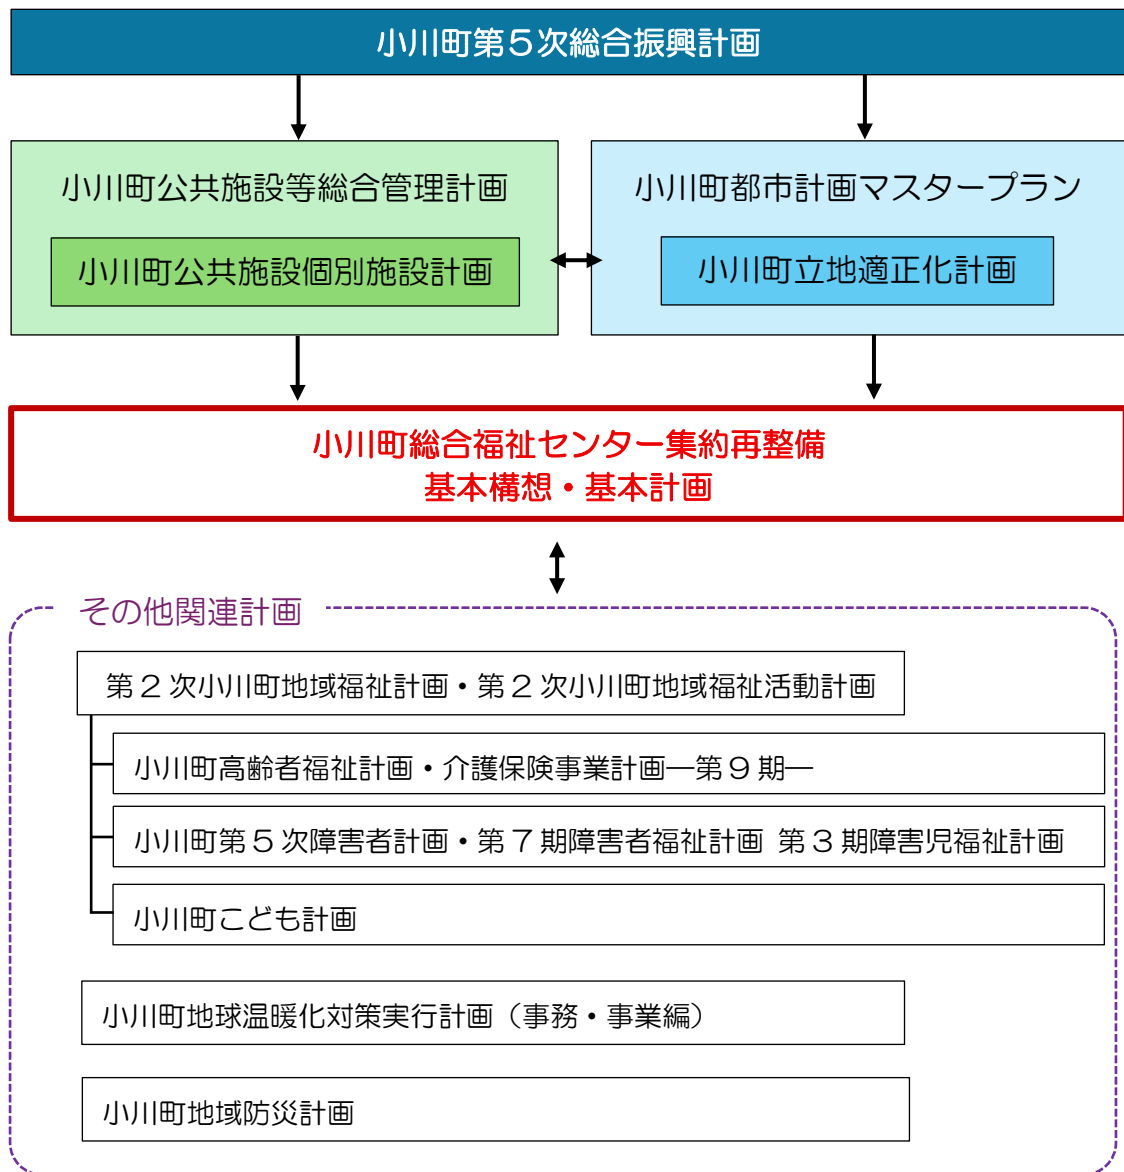 小川町第５次総合振興計画
小川町公共施設等総合管理計画
小川町公共施設個別施設計画
小川町都市計画マスタープラン
小川町立地適正化計画
小川町総合福祉センター集約再整備
基本構想・基本計画
その他関連計画
第２次小川町地域福祉計画・第２次小川町地域福祉活動計画
小川町高齢者福祉計画・介護保険事業計画―第９期―
小川町第５次障害者計画・第７期障害者福祉計画 第３期障害児福祉計画
小川町こども計画
小川町地球温暖化対策実行計画（事務・事業編）
小川町地域防災計画